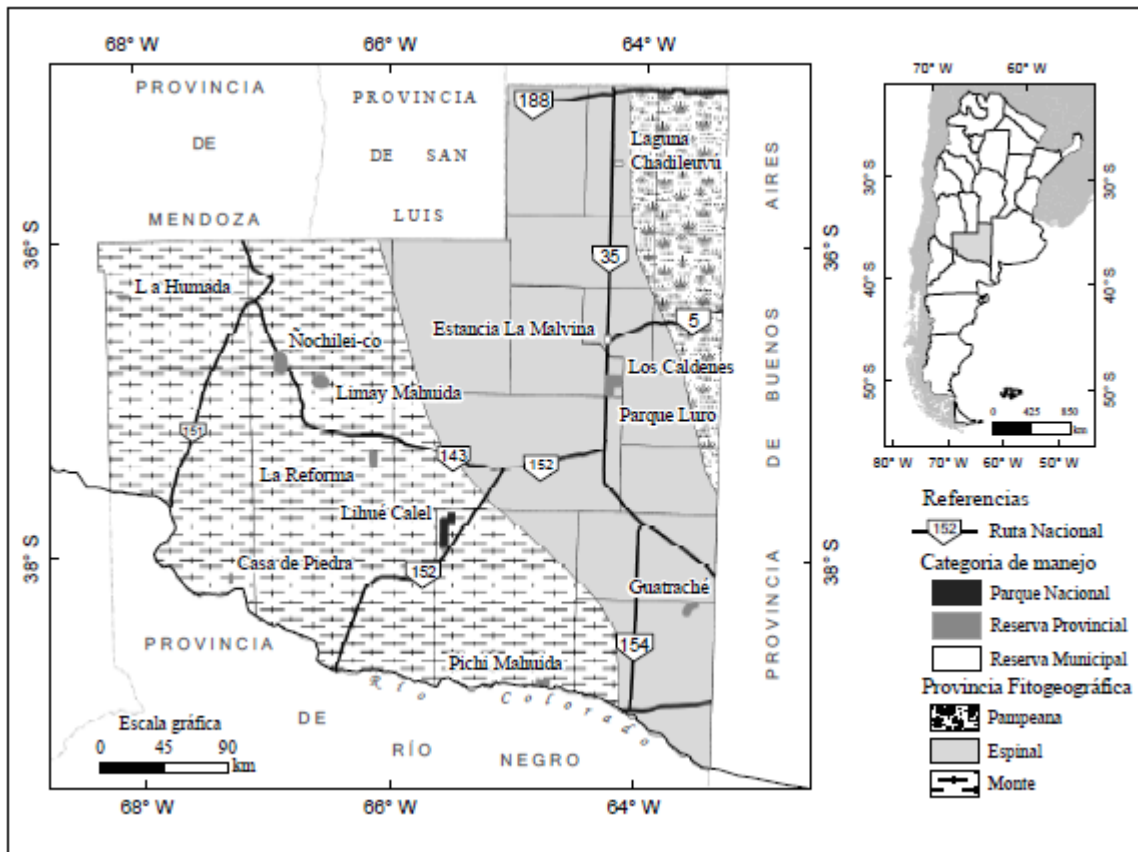 68° W 66° W 64° W
PROVINCIA
DE
MENDOZA
PROVINCIA
DE SAN
LUIS
188
Laguna
Chadileuvu
AIRES
36° S
36° S
35
La Humada
Estancia La Malvina
5
Ñochilei-co
Los Caldenes
Limay Mahuida
Parque Luro
BUENOS
151
143
152
DE
La Reforma
Lihué Calel
38° S
38° S
Casa de Piedra
152
Guatraché
PROVINCIA
154
PROVINCIA
Pichi Mahuida
Río Colorado
Escala gráfica
0 45 90
km
DE
RÍO NEGRO
68° W 66° W 64° W
70° W 60° W
30° S
30° S
40° S
40° S
50° S
50° S
0 425 850
km
80° W 70° W 60° W 50° W
Referencias
152 Ruta Nacional
Categoria de manejo
Parque Nacional
Reserva Provincial
Reserva Municipal
Provincia Fitogeográfica
Pampeana
Espinal
Monte